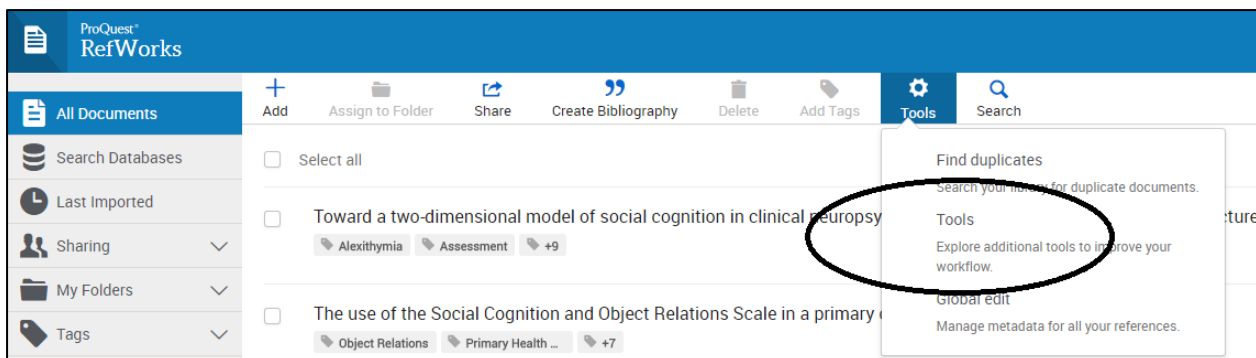 ProQuest®
RefWorks
All Documents
Search Databases
Last Imported
Sharing
My Folders
Tags
Add
Assign to Folder
Share
Create Bibliography
Delete
Add Tags
Tools
Search
Select all
Toward a two-dimensional model of social cognition in clinical neuropsy
cture
Alexithymia
Assessment
+9
The use of the Social Cognition and Object Relations Scale in a primary
Object Relations
Primary Health ...
+7
Find duplicates
Search your library for duplicate documents.
Tools
Explore additional tools to improve your
workflow.
Global edit
Manage metadata for all your references.